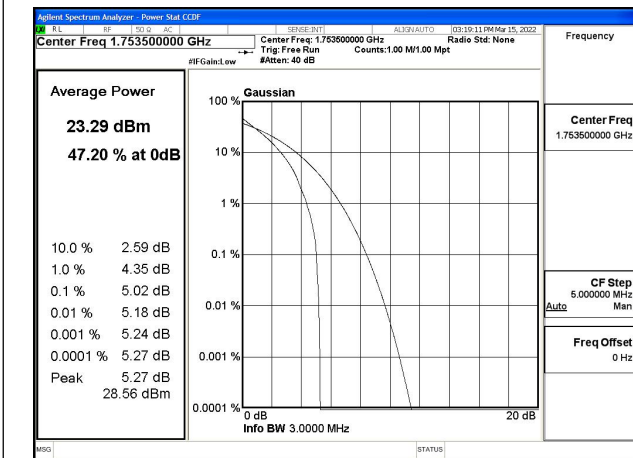 Agilent Spectrum Analyzer - Power Stat CCDF
RL RF 50 Ω AC SENSE:INT ALIGN AUTO 03:19:11 PM Mar 15, 2022
Center Freq 1.753500000 GHz
Center Freq: 1.753500000 GHz Radio Std: None
Trig: Free Run Counts:1.00 M/1.00 Mpt
#IFGain:Low #Atten: 40 dB
Frequency
Average Power
23.29 dBm
47.20 % at 0dB
10.0 % 2.59 dB
1.0 % 4.35 dB
0.1 % 5.02 dB
0.01 % 5.18 dB
0.001 % 5.24 dB
0.0001 % 5.27 dB
Peak 5.27 dB
28.56 dBm
Gaussian
100 %
10 %
1 %
0.1 %
0.01 %
0.001 %
0.0001 %
0 dB 20 dB
Info BW 3.0000 MHz
Center Freq
1.753500000 GHz
CF Step
5.000000 MHz
Auto Man
Freq Offset
0 Hz
MSG STATUS